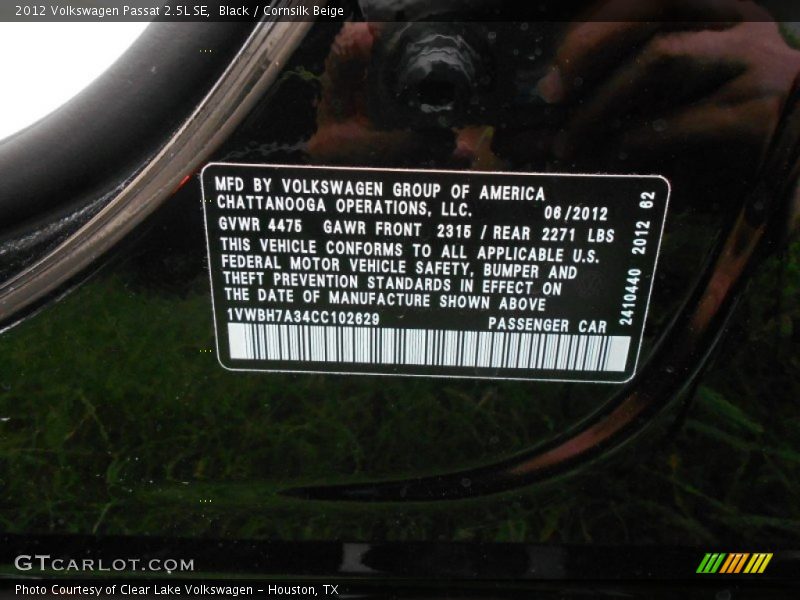 2012 Volkswagen Passat 2.5L SE,  Black / Cornsilk Beige
MFD BY VOLKSWAGEN GROUP OF AMERICA
CHATTANOOGA OPERATIONS, LLC.    06/2012
GVWR 4475   GAWR FRONT  2315 / REAR 2271 LBS
THIS VEHICLE CONFORMS TO ALL APPLICABLE U.S.
FEDERAL MOTOR VEHICLE SAFETY, BUMPER AND
THEFT PREVENTION STANDARDS IN EFFECT ON
THE DATE OF MANUFACTURE SHOWN ABOVE
1VWBH7A34CC102629    PASSENGER CAR
2410440  2012 62
GTCARLOT.COM
Photo Courtesy of Clear Lake Volkswagen - Houston, TX